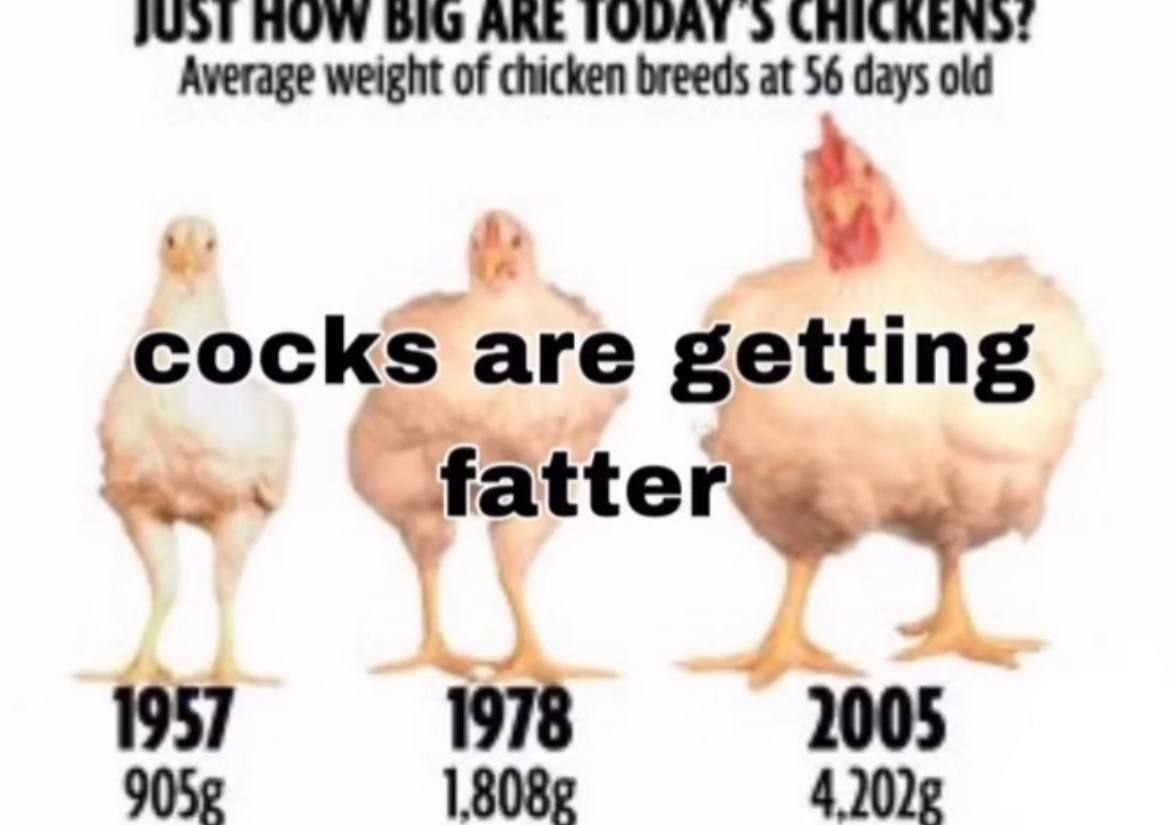 JUST HOW BIG ARE TODAY'S CHICKENS?
Average weight of chicken breeds at 56 days old
cocks are getting
fatter
1957 1978 2005
905g 1,808g 4,202g